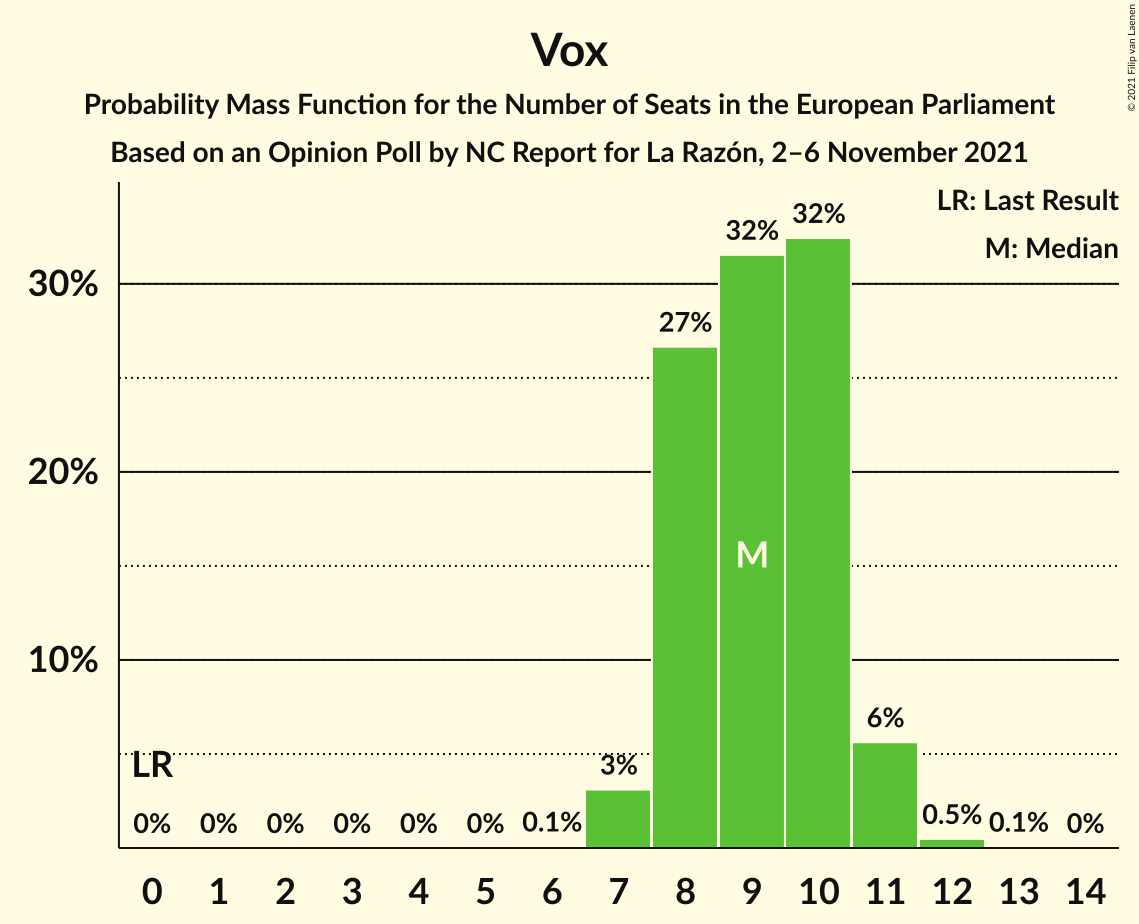 Vox
Probability Mass Function for the Number of Seats in the European Parliament
Based on an Opinion Poll by NC Report for La Razón, 2–6 November 2021
© 2021 Filip van Laenen
LR: Last Result
M: Median
30%
20%
10%
32%
32%
27%
M
6%
LR
3%
0% 0% 0% 0% 0% 0% 0.1% 0.5% 0.1% 0%
0 1 2 3 4 5 6 7 8 9 10 11 12 13 14